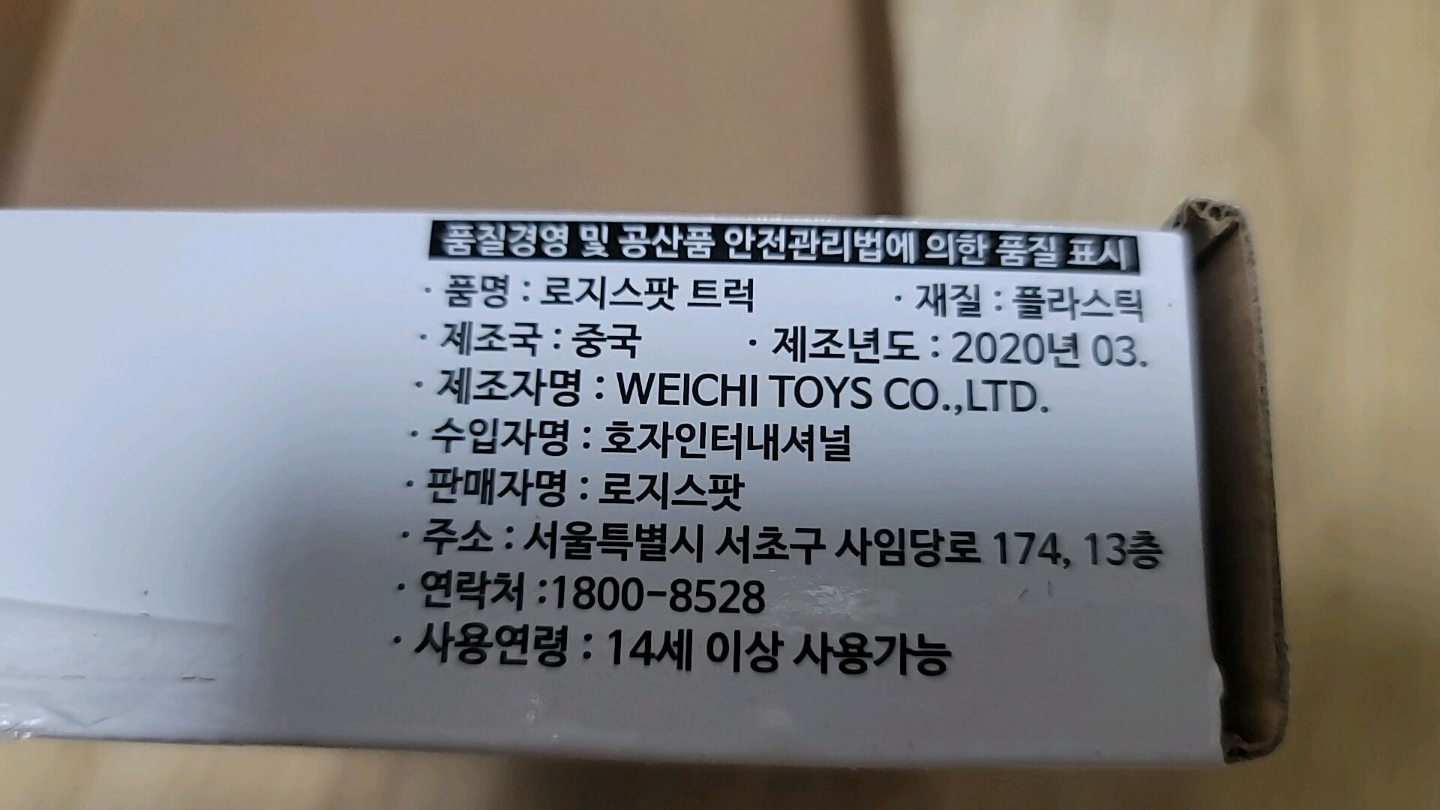 품질경영 및 공산품 안전관리법에 의한 품질 표시
· 품명 : 로지스팟 트럭 · 재질 : 플라스틱
· 제조국 : 중국 · 제조년도 : 2020년 03.
· 제조자명 : WEICHI TOYS CO.,LTD.
· 수입자명 : 호자인터내셔널
· 판매자명 : 로지스팟
· 주소 : 서울특별시 서초구 사임당로 174, 13층
· 연락처 :1800-8528
· 사용연령 : 14세 이상 사용가능